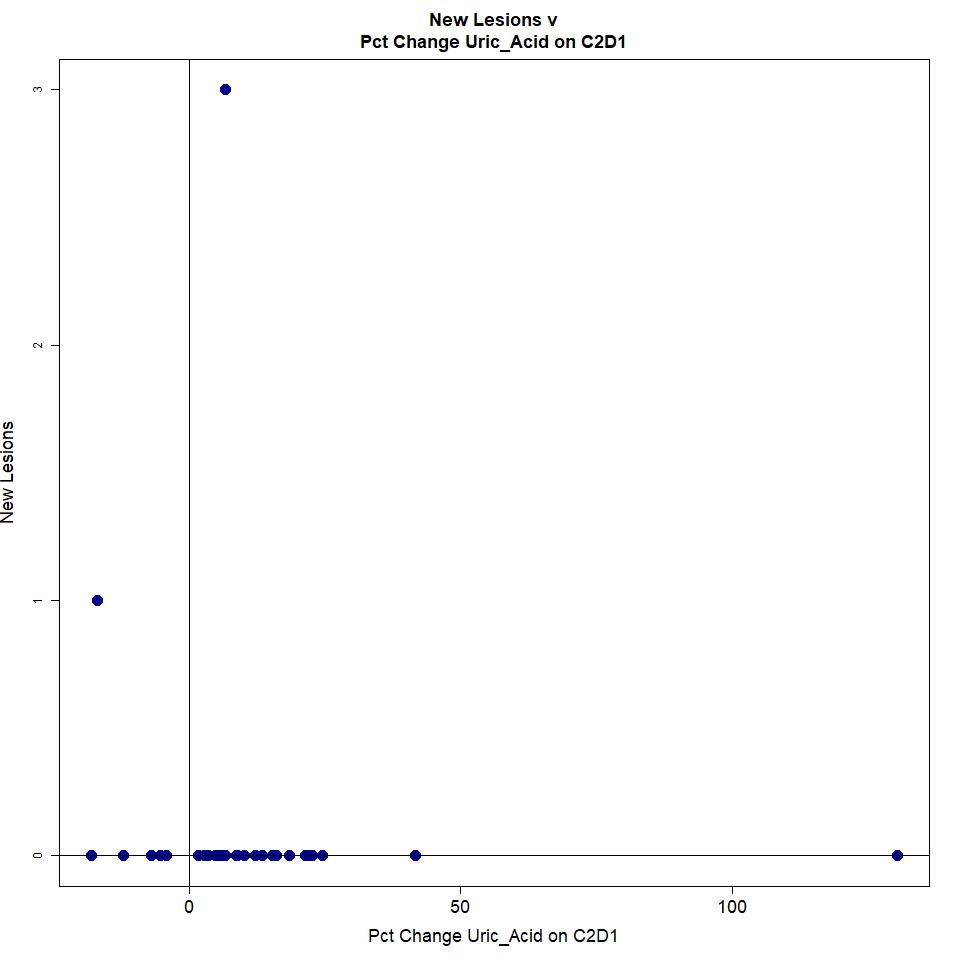 New Lesions v
Pct Change Uric_Acid on C2D1
3
2
1
0
New Lesions
0 50 100
Pct Change Uric_Acid on C2D1